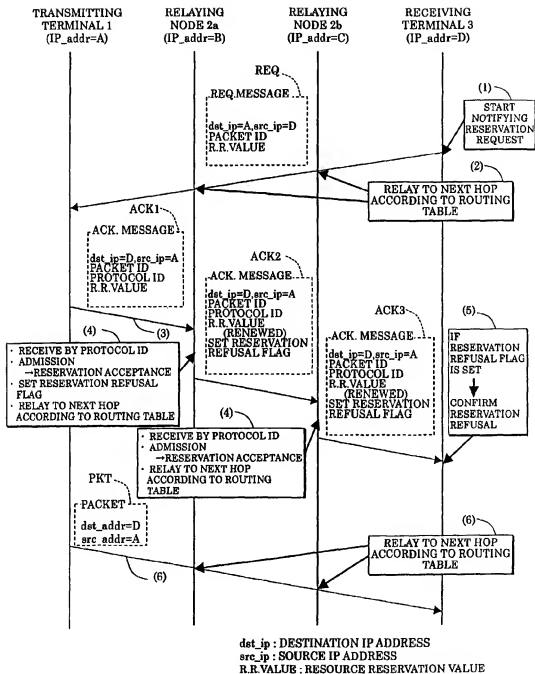 TRANSMITTING
TERMINAL 1
(IP_addr=A)
RELAYING
NODE 2a
(IP_addr=B)
RELAYING
NODE 2b
(IP_addr=C)
RECEIVING
TERMINAL 3
(IP_addr=D)
REQ
REQ.MESSAGE
dst_ip=A,src_ip=D
PACKET ID
R.R.VALUE
(1)
START
NOTIFYING
RESERVATION
REQUEST
(2)
RELAY TO NEXT HOP
ACCORDING TO ROUTING
TABLE
ACK1
ACK. MESSAGE
dst_ip=D,src_ip=A
PACKET ID
PROTOCOL ID
R.R.VALUE
(3)
ACK2
ACK. MESSAGE
dst_ip=D,src_ip=A
PACKET ID
PROTOCOL ID
R.R.VALUE
(RENEWED)
SET RESERVATION
REFUSAL FLAG
ACK3
ACK. MESSAGE
dst_ip=D,src_ip=A
PACKET ID
PROTOCOL ID
R.R.VALUE
(RENEWED)
SET RESERVATION
REFUSAL FLAG
(5)
IF
RESERVATION
REFUSAL FLAG
IS SET
CONFIRM
RESERVATION
REFUSAL
(4)
· RECEIVE BY PROTOCOL ID
· ADMISSION
→RESERVATION ACCEPTANCE
· SET RESERVATION REFUSAL
FLAG
· RELAY TO NEXT HOP
ACCORDING TO ROUTING TABLE
(4)
· RECEIVE BY PROTOCOL ID
· ADMISSION
→RESERVATION ACCEPTANCE
· RELAY TO NEXT HOP
ACCORDING TO ROUTING
TABLE
PKT
PACKET
dst_addr=D
src_addr=A
(6)
(6)
RELAY TO NEXT HOP
ACCORDING TO ROUTING
TABLE
dst_ip : DESTINATION IP ADDRESS
src_ip : SOURCE IP ADDRESS
R.R.VALUE : RESOURCE RESERVATION VALUE